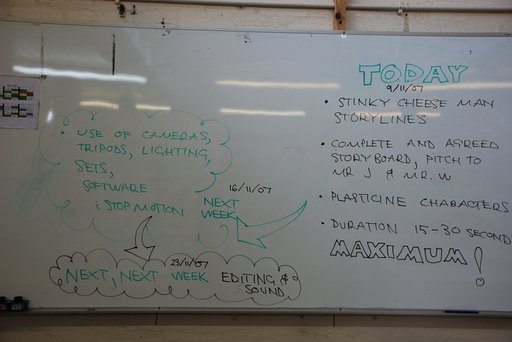 TODAY
9/11/07
• STINKY CHEESE MAN
STORYLINES
• COMPLETE AND AGREED
STORYBOARD, PITCH TO
MR J & MR. W
• PLASTICINE CHARACTERS
• DURATION 15-30 SECOND
MAXIMUM!
16/11/07
NEXT
WEEK
• USE OF CAMERAS,
TRIPODS, LIGHTING,
SETS,
SOFTWARE
i STOP MOTION
23/11/07
NEXT, NEXT WEEK EDITING &
SOUND